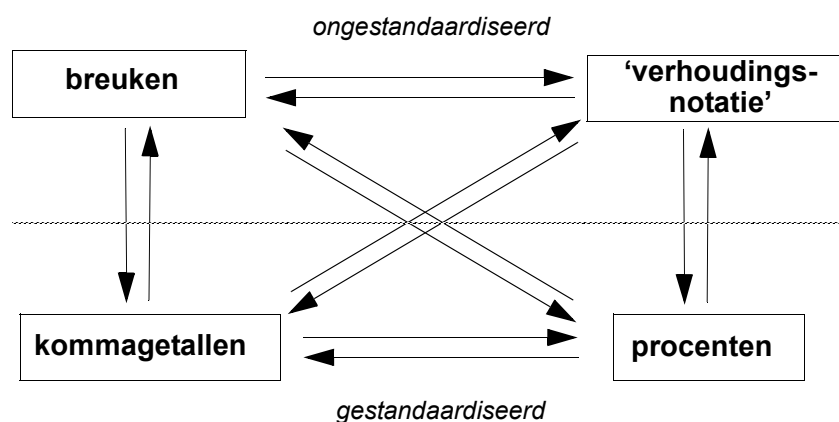 ongestandaardiseerd
breuken
‘verhoudings-
notatie’
kommagetallen
procenten
gestandaardiseerd